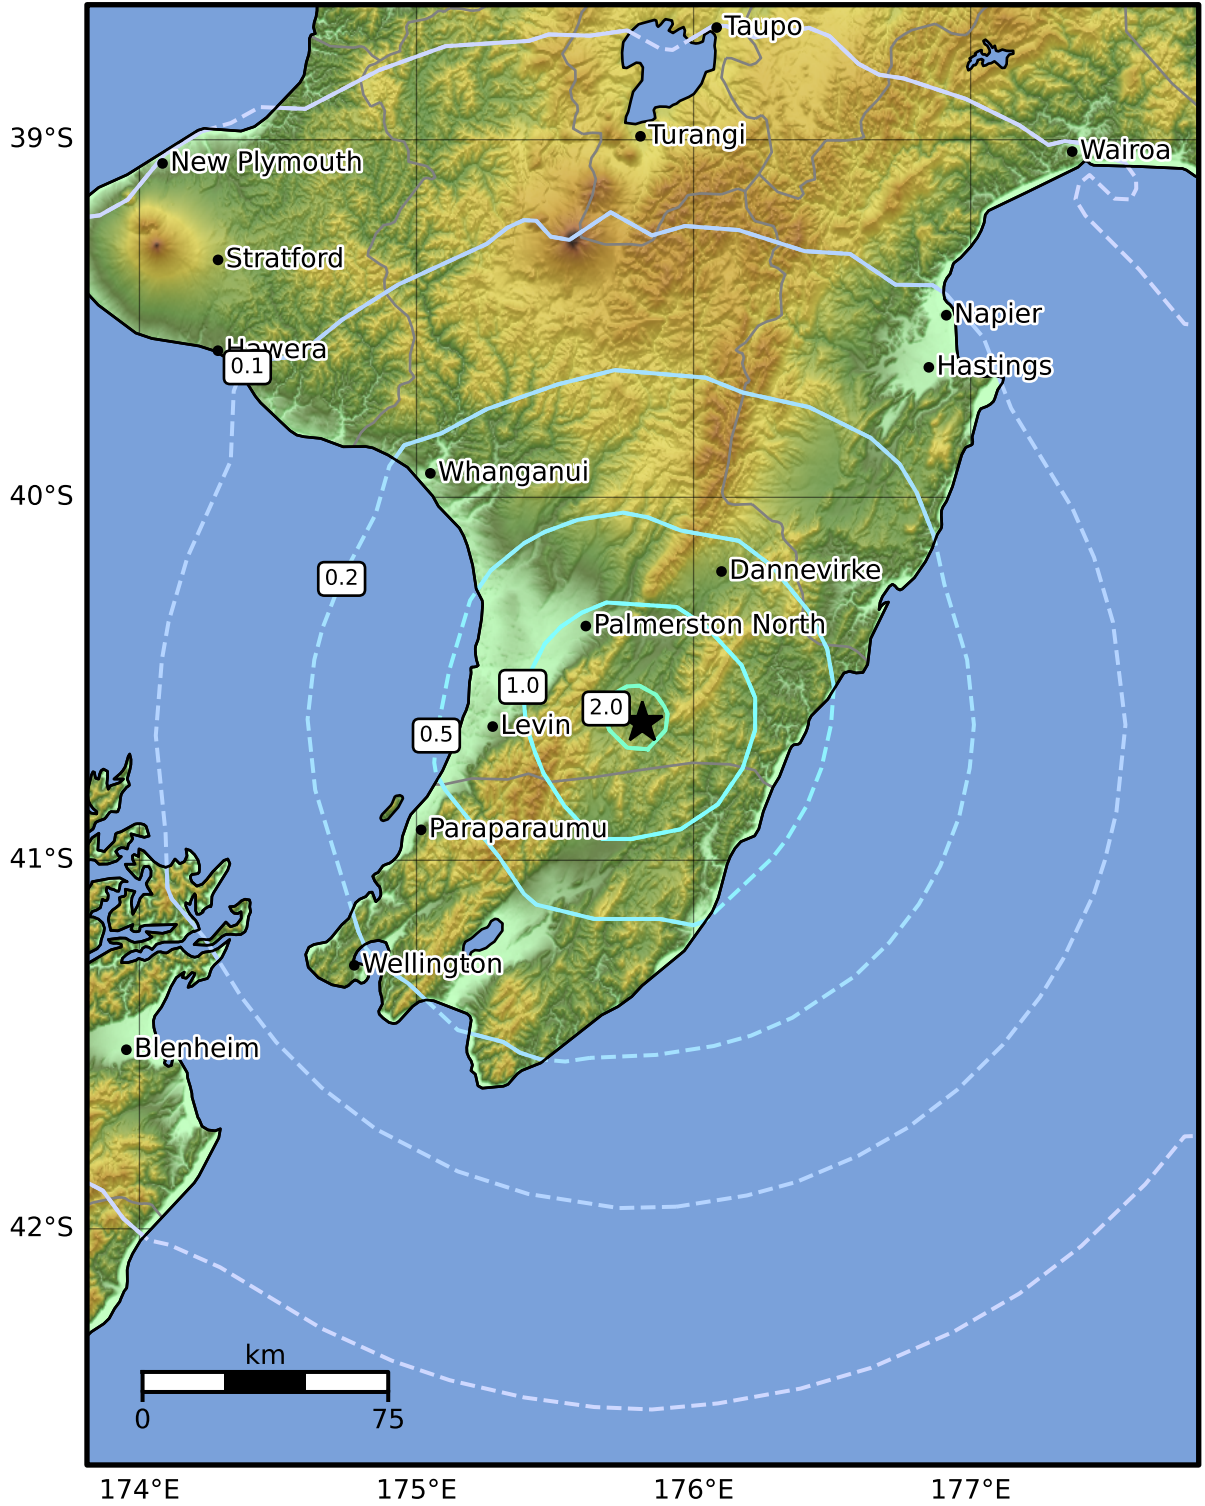 Taupo
39°S
Turangi
Wairoa
New Plymouth
Stratford
Napier
Hawera
0.1
Hastings
Whanganui
40°S
0.2
Dannevirke
Palmerston North
1.0
2.0
0.5
Levin
Paraparaumu
41°S
Wellington
Blenheim
42°S
km
0
75
174°E
175°E
176°E
177°E